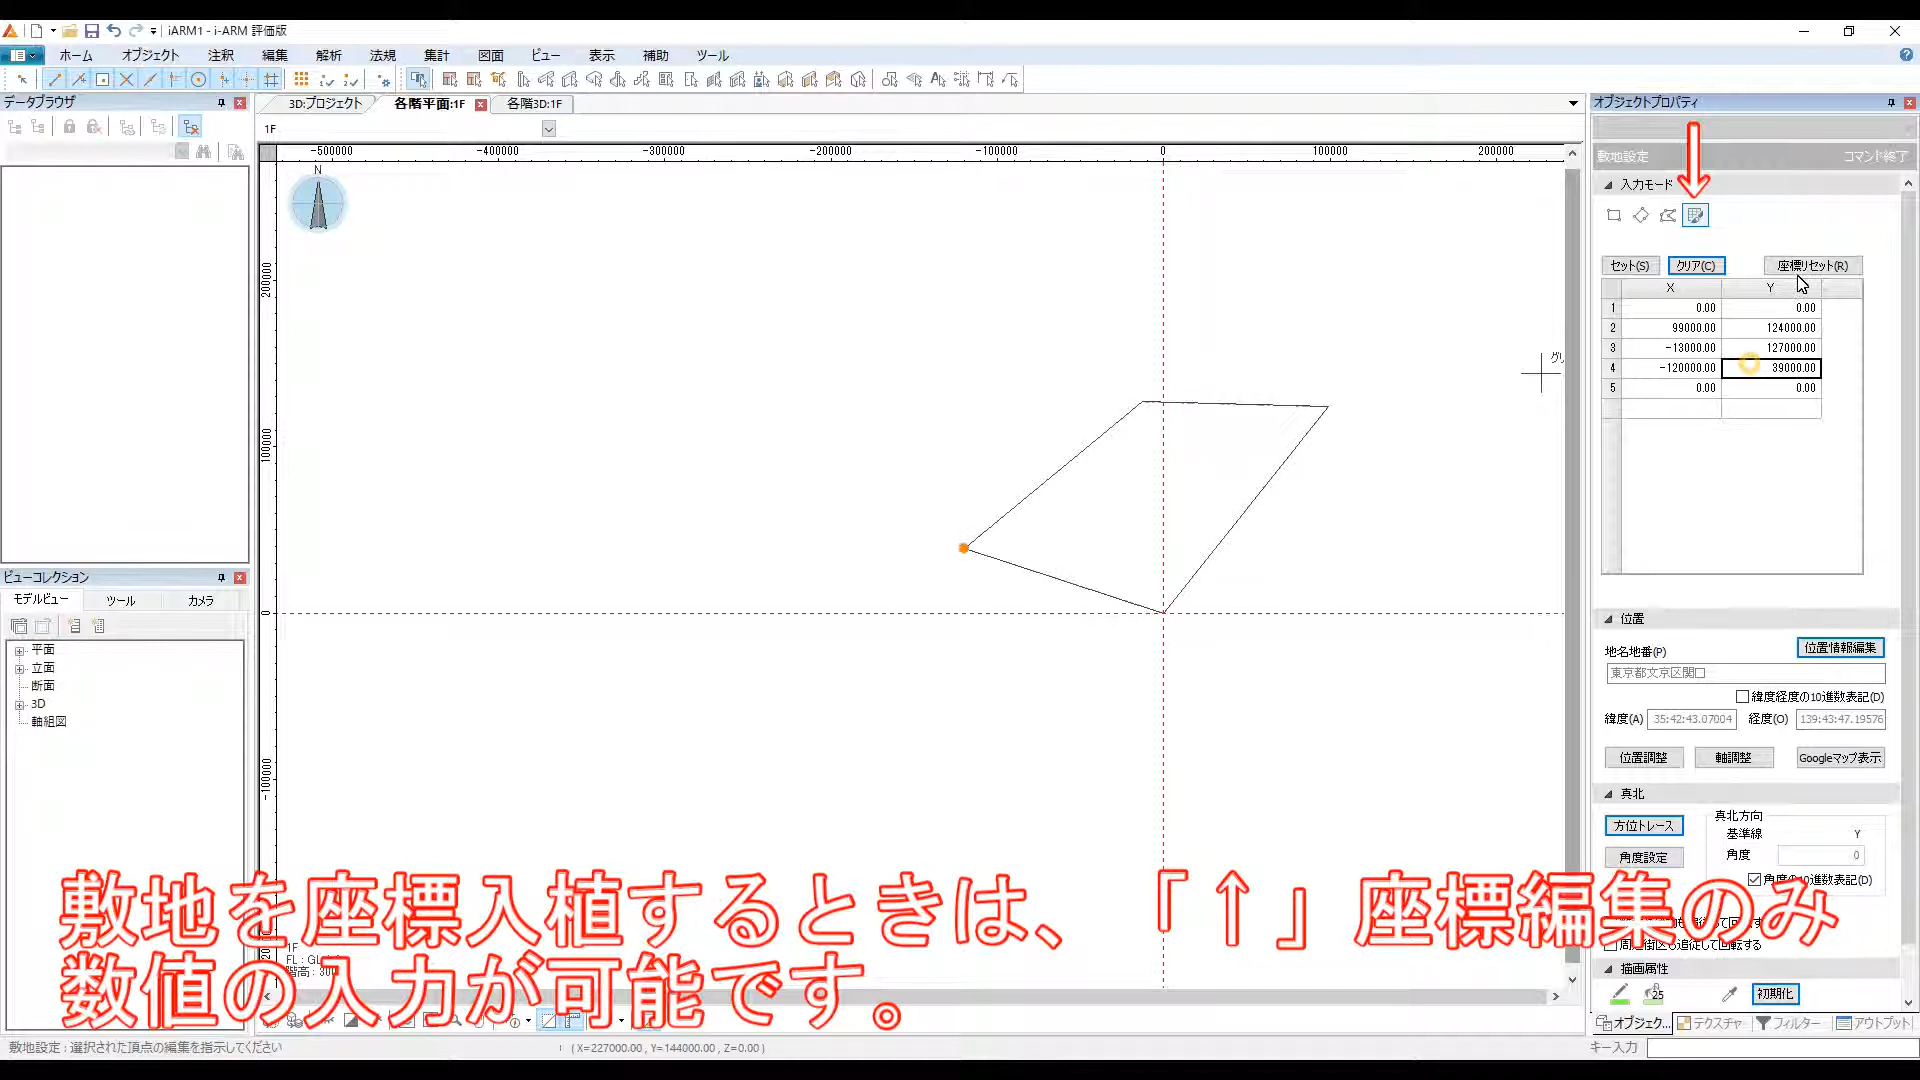 iARM1 - i-ARM 評価版
ホーム オブジェクト 注釈 編集 解析 法規 集計 図面 ビュー 表示 補助 ツール
データブラウザ
3D:プロジェクト 各階平面:1F 各階3D:1F
オブジェクトプロパティ
1F
-500000 -400000 -300000 -200000 -100000 0 100000 200000
敷地設定 コマンド終了
入力モード
N
セット(S) クリア(C) 座標リセット(R)
X Y
1 0.00 0.00
2 99000.00 124000.00
3 -13000.00 127000.00
4 -120000.00 39000.00
5 0.00 0.00
200000
100000
0
-100000
ビューコレクション
モデルビュー ツール カメラ
平面
立面
断面
3D
軸組図
位置
地名地番(P) 位置情報編集
東京都文京区関口
緯度経度の10進数表記(D)
緯度(A) 35:42:43.07004 経度(O) 139:43:47.19576
位置調整 軸調整 Googleマップ表示
真北
方位トレース 真北方向
基準線 Y
角度設定 角度 0
角度の10進数表記(D)
敷地を座標入植するときは、「↑」座標編集のみ
数値の入力が可能です。
1F
描画属性
25 初期化
オブジェク... テクスチャ フィルター アウトプット
敷地設定 : 選択された頂点の編集を指示してください
( X=227000.00 , Y=144000.00 , Z=0.00 )
キー入力